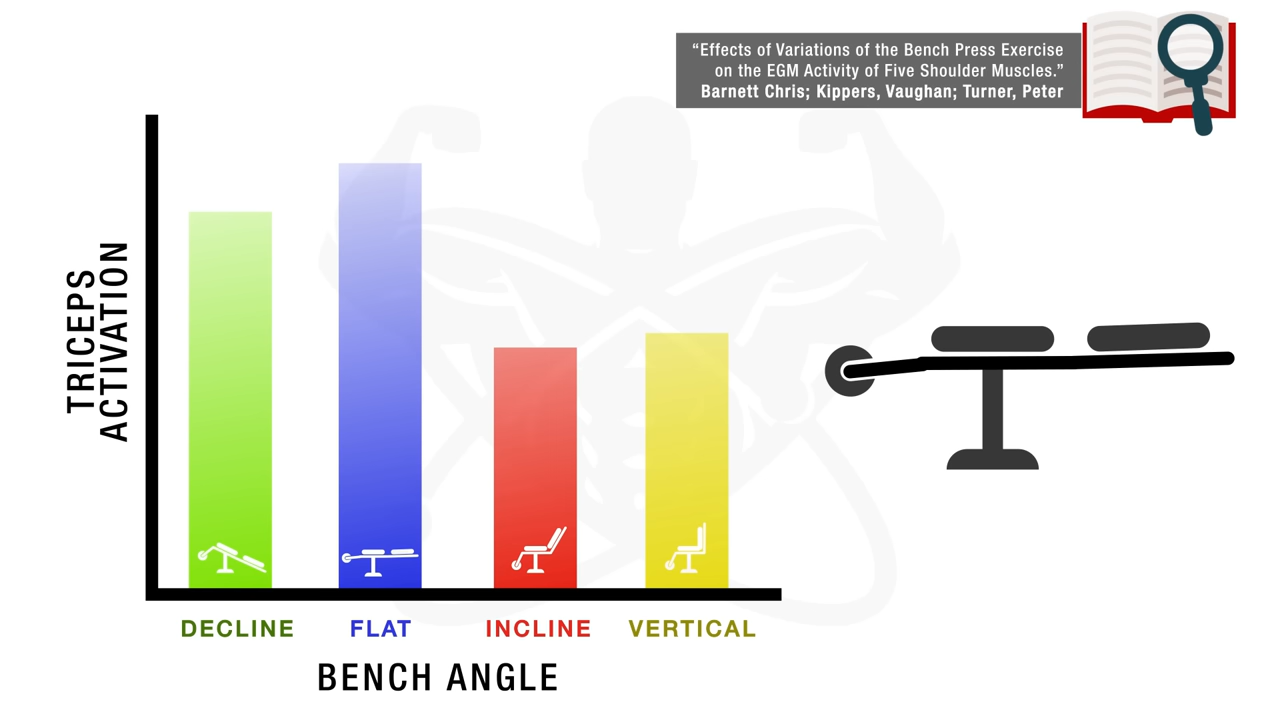 “Effects of Variations of the Bench Press Exercise
on the EGM Activity of Five Shoulder Muscles.”
Barnett Chris; Kippers, Vaughan; Turner, Peter
TRICEPS
ACTIVATION
DECLINE
FLAT
INCLINE
VERTICAL
BENCH ANGLE